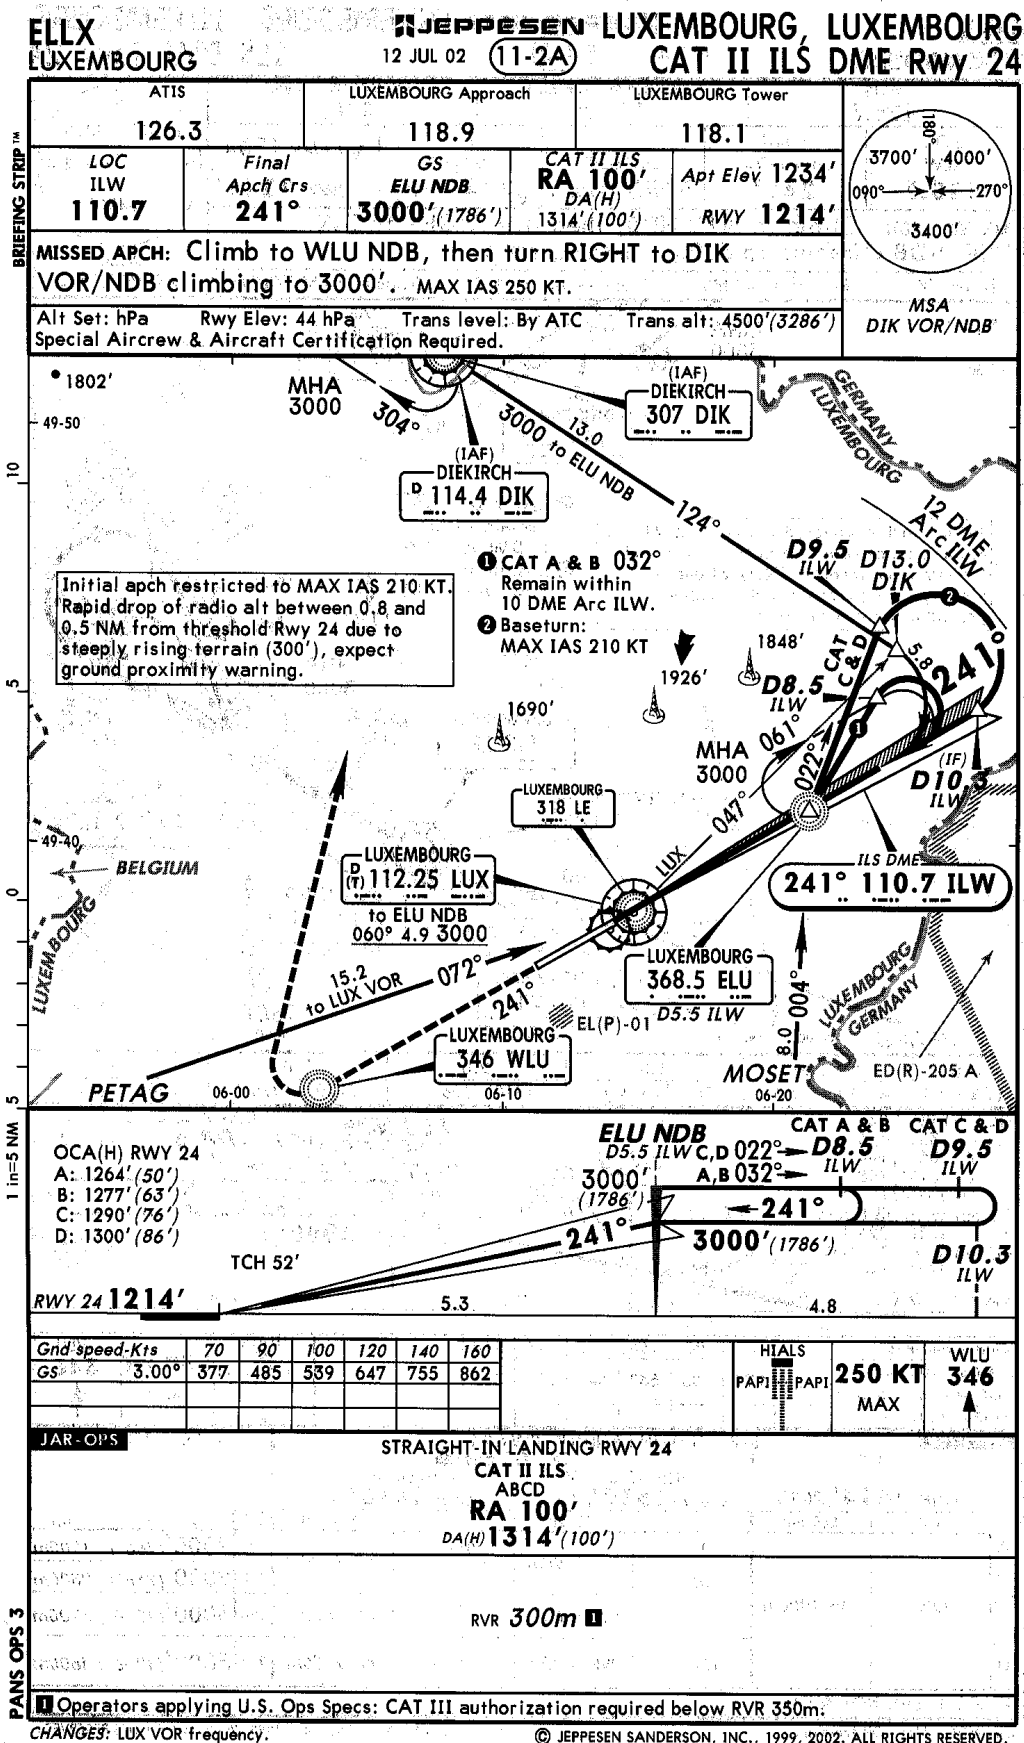 ELLX
LUXEMBOURG
JEPPESEN
12 JUL 02
11-2A
LUXEMBOURG, LUXEMBOURG
CAT II ILS DME Rwy 24
BRIEFING STRIP™
ATIS
126.3
LUXEMBOURG Approach
118.9
LUXEMBOURG Tower
118.1
LOC
ILW
110.7
Final
Apch Crs
241°
GS
ELU NDB
3000'(1786')
CAT II ILS
RA 100'
DA(H)
1314'(100')
Apt Elev 1234'
RWY 1214'
180°
3700'
4000'
090°
270°
3400'
MSA
DIK VOR/NDB
MISSED APCH: Climb to WLU NDB, then turn RIGHT to DIK
VOR/NDB climbing to 3000'. MAX IAS 250 KT.
Alt Set: hPa Rwy Elev: 44 hPa Trans level: By ATC Trans alt: 4500'(3286')
Special Aircrew & Aircraft Certification Required.
1802'
49-50
MHA
3000
304°
(IAF)
DIEKIRCH
307 DIK
(IAF)
DIEKIRCH
D 114.4 DIK
13.0
3000 to ELU NDB
124°
GERMANY
LUXEMBOURG
12 DME
Arc ILW
D9.5
ILW
D13.0
DIK
1 CAT A & B 032°
Remain within
10 DME Arc ILW.
2 Baseturn:
MAX IAS 210 KT
Initial apch restricted to MAX IAS 210 KT.
Rapid drop of radio alt between 0.8 and
0.5 NM from threshold Rwy 24 due to
steeply rising terrain (300'), expect
ground proximity warning.
2
1848'
CAT
C & D
5.8
241°
1926'
D8.5
ILW
1690'
061°
1
MHA
3000
022°
(IF)
D10.3
ILW
LUXEMBOURG
318 LE
047°
LUX
49-40
BELGIUM
LUXEMBOURG
LUXEMBOURG
D
(T) 112.25 LUX
to ELU NDB
060° 4.9 3000
ILS DME
241° 110.7 ILW
15.2
to LUX VOR
072°
241°
LUXEMBOURG
368.5 ELU
D5.5 ILW
EL(P)-01
LUXEMBOURG
346 WLU
8.0
004°
LUXEMBOURG
GERMANY
ED(R)-205 A
PETAG
MOSET
06-00
06-10
06-20
10
5
0
5
1 in=5 NM
OCA(H) RWY 24
A: 1264'(50')
B: 1277'(63')
C: 1290'(76')
D: 1300'(86')
ELU NDB
D5.5 ILW
C,D 022°
A,B 032°
CAT A & B
D8.5
ILW
CAT C & D
D9.5
ILW
3000'
(1786')
241°
241°
3000'(1786')
D10.3
ILW
TCH 52'
RWY 24 1214'
5.3
4.8
Gnd speed-Kts 70 90 100 120 140 160
GS 3.00° 377 485 539 647 755 862
HIALS
PAPI
PAPI
250 KT
MAX
WLU
346
JAR-OPS
STRAIGHT-IN LANDING RWY 24
CAT II ILS
ABCD
RA 100'
DA(H) 1314'(100')
RVR 300m 1
PANS OPS 3
1 Operators applying U.S. Ops Specs: CAT III authorization required below RVR 350m.
CHANGES: LUX VOR frequency.
© JEPPESEN SANDERSON, INC., 1999, 2002. ALL RIGHTS RESERVED.